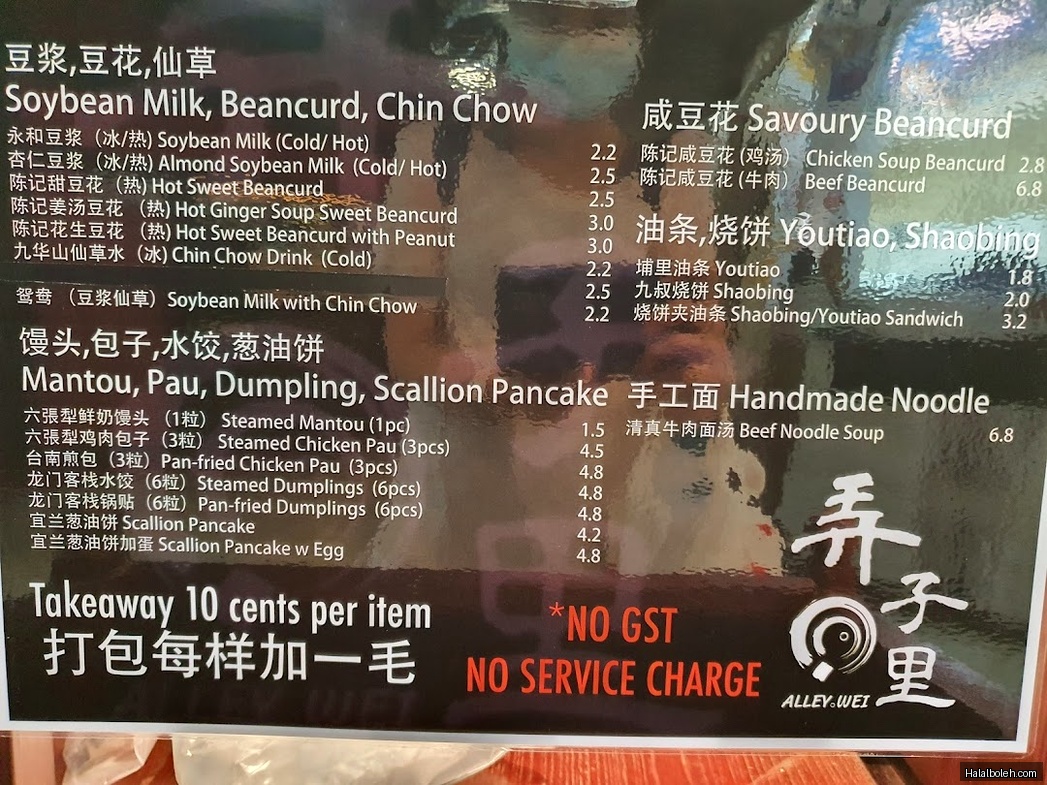 豆浆,豆花,仙草
Soybean Milk, Beancurd, Chin Chow
永和豆浆 （冰/热) Soybean Milk (Cold/ Hot) 2.2
杏仁豆浆（冰/热) Almond Soybean Milk (Cold/ Hot) 2.5
陈记甜豆花 （热) Hot Sweet Beancurd 2.5
陈记姜汤豆花 （热) Hot Ginger Soup Sweet Beancurd 3.0
陈记花生豆花 （热) Hot Sweet Beancurd with Peanut 3.0
九华山仙草水（冰) Chin Chow Drink (Cold) 2.2
2.5
鸳鸯 （豆浆仙草）Soybean Milk with Chin Chow 2.2
馒头,包子,水饺,葱油饼
Mantou, Pau, Dumpling, Scallion Pancake
六張犁鲜奶馒头 （1粒） Steamed Mantou (1pc) 1.5
六張犁鸡肉包子（3粒） Steamed Chicken Pau (3pcs) 4.5
台南煎包（3粒）Pan-fried Chicken Pau (3pcs) 4.8
龙门客栈水饺（6粒）Steamed Dumplings (6pcs) 4.8
龙门客栈锅贴（6粒）Pan-fried Dumplings (6pcs) 4.8
宜兰葱油饼 Scallion Pancake 4.2
宜兰葱油饼加蛋 Scallion Pancake w Egg 4.8
咸豆花 Savoury Beancurd
陈记咸豆花 (鸡汤） Chicken Soup Beancurd 2.8
陈记咸豆花 (牛肉） Beef Beancurd 6.8
油条,烧饼 Youtiao, Shaobing
埔里油条 Youtiao 1.8
九叔烧饼 Shaobing 2.0
烧饼夹油条 Shaobing/Youtiao Sandwich 3.2
手工面 Handmade Noodle
清真牛肉面汤 Beef Noodle Soup 6.8
Takeaway 10 cents per item
打包每样加一毛
*NO GST
NO SERVICE CHARGE
弄子里
ALLEY WEI
Halalboleh.com